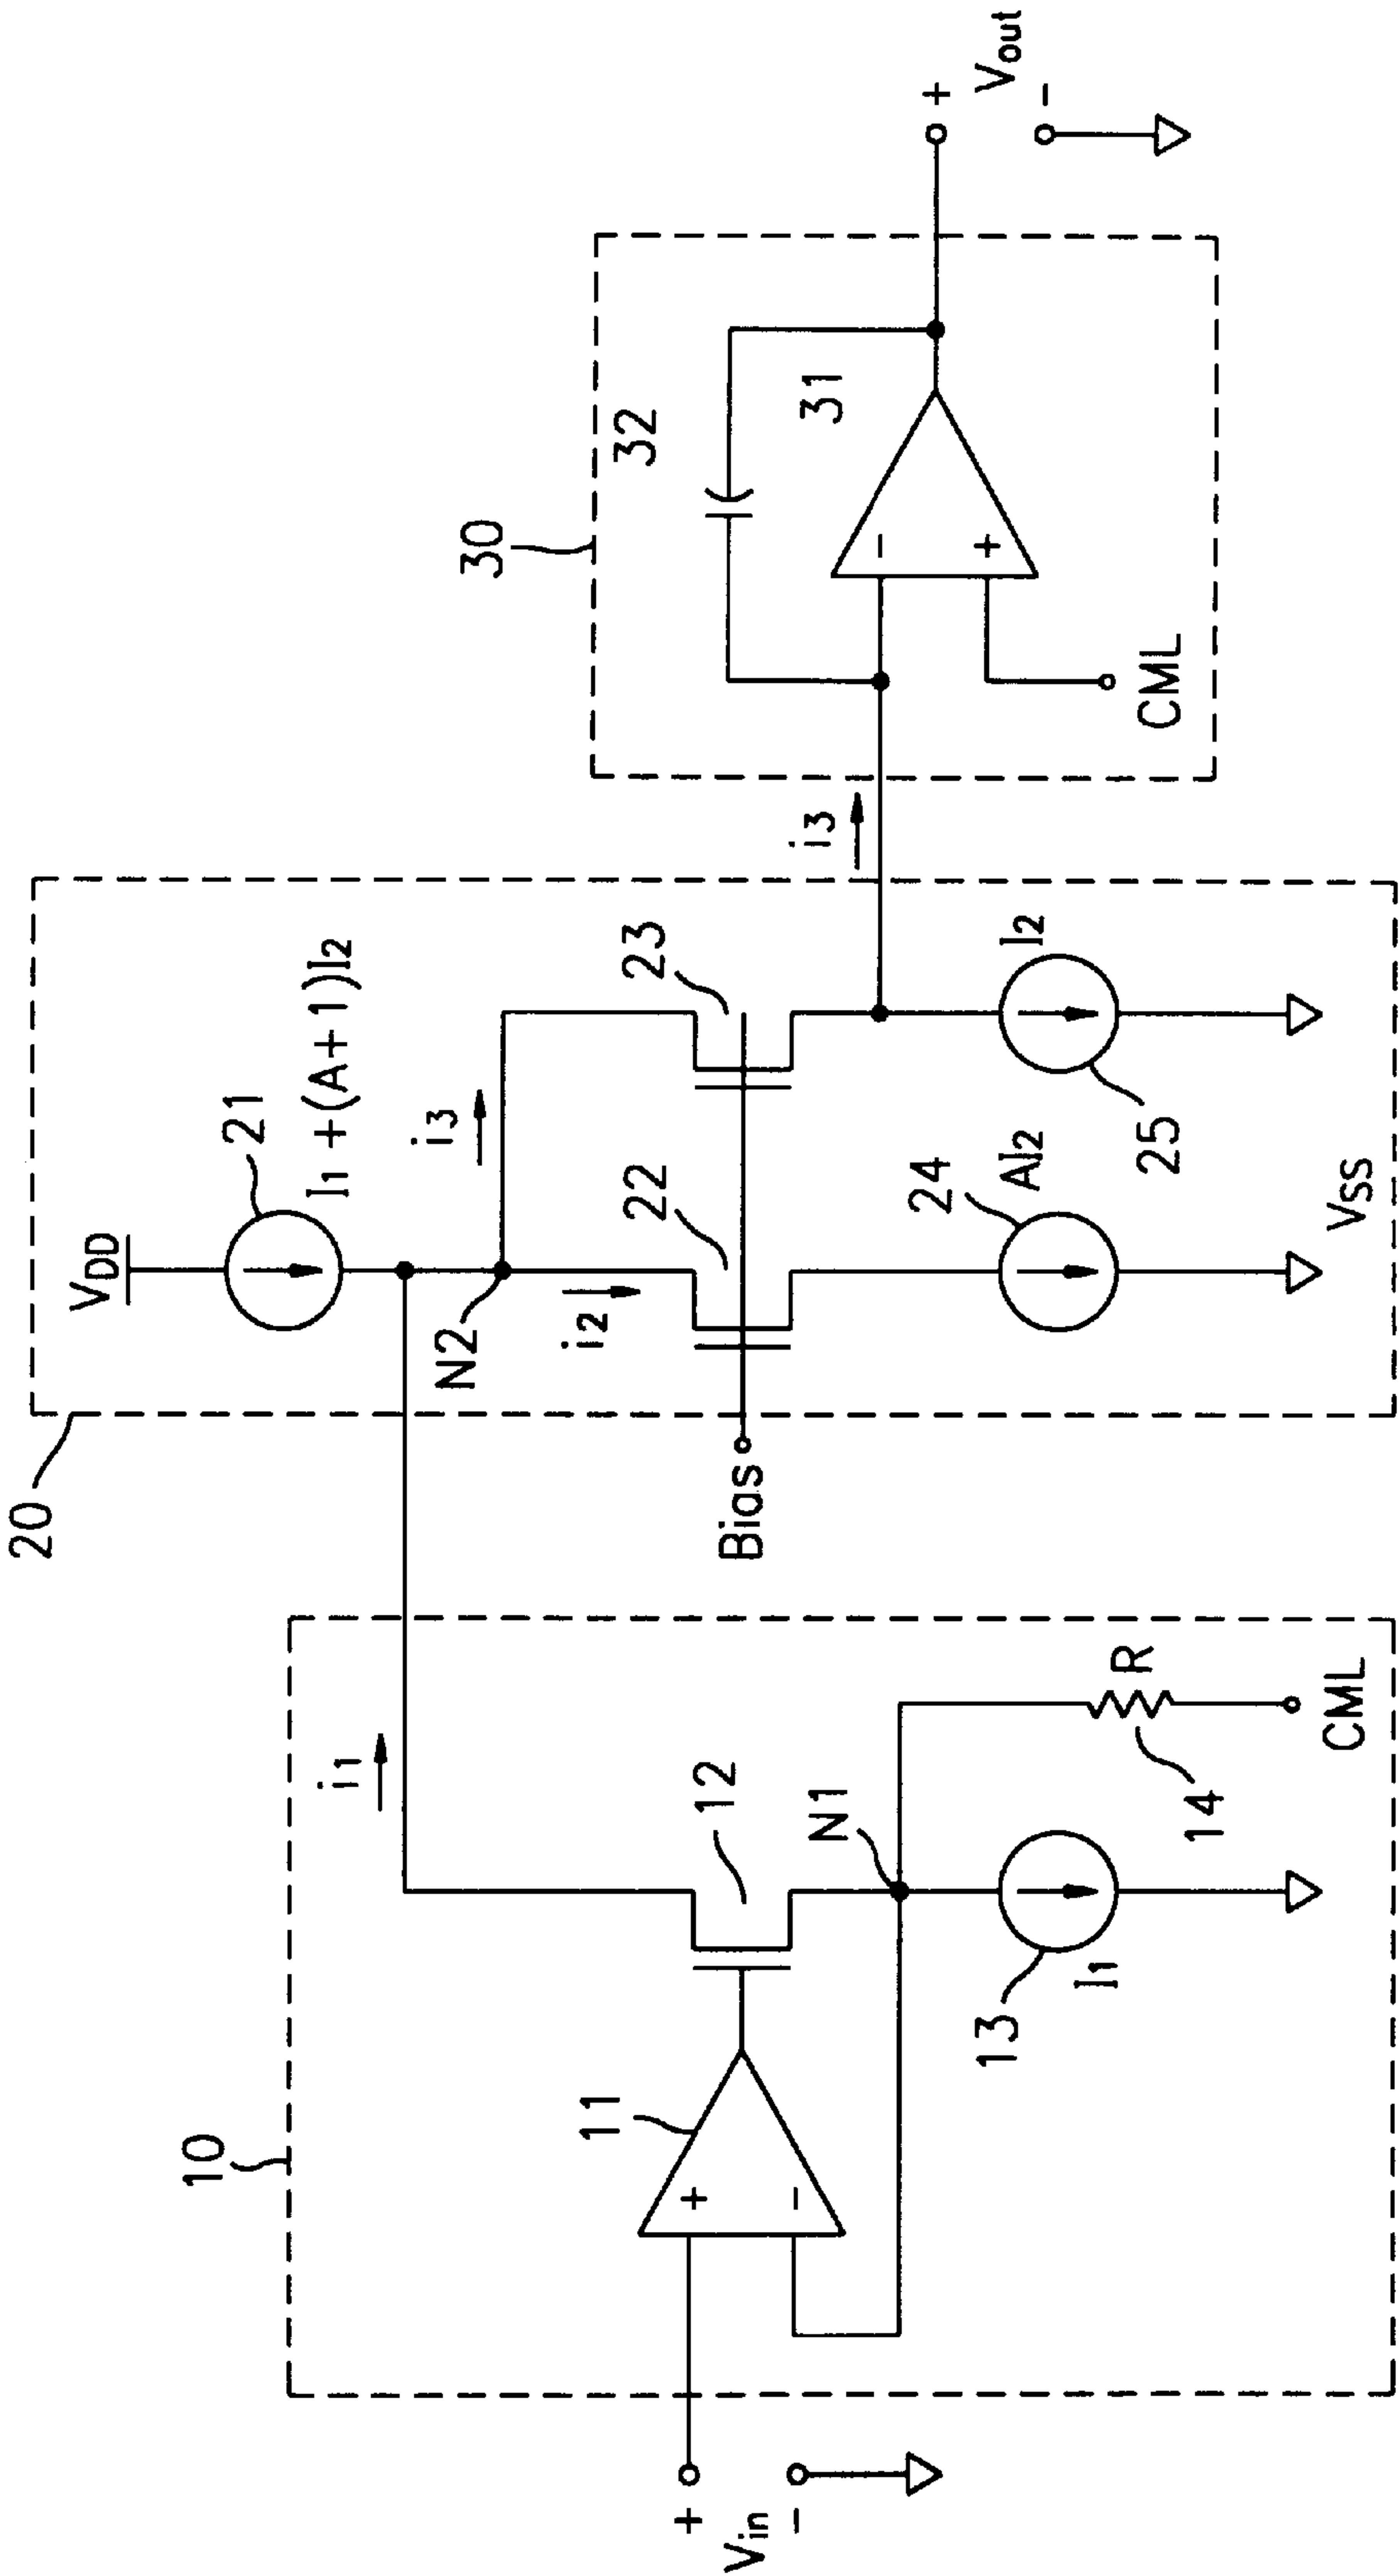 20
VDD
21
I1 +(A+1)I2
N2
i3
i2
22
23
Bias
24
AI2
25
I2
VSS
i3
30
32
31
−
+
CML
+
Vout
−
10
i1
11
+
−
12
N1
13
I1
14
R
CML
+
Vin
−